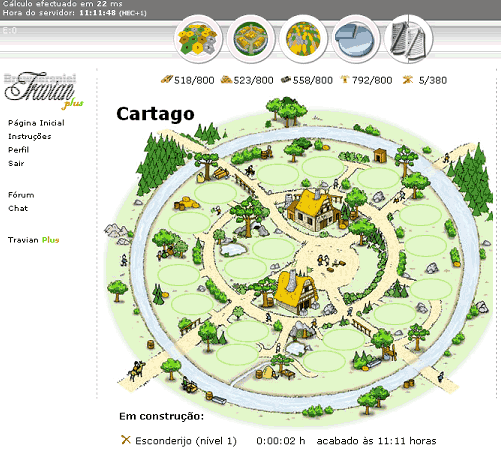 Cálculo efectuado em 22 ms
Hora do servidor: 11:11:48 (MEC+1)
E:0
518/800 523/800 558/800 792/800 5/380
Browserspiel
Travian
plus
Cartago
Página Inicial
Instruções
Perfil
Sair
Fórum
Chat
Travian Plus
Em construção:
Esconderijo (nível 1) 0:00:02 h acabado às 11:11 horas